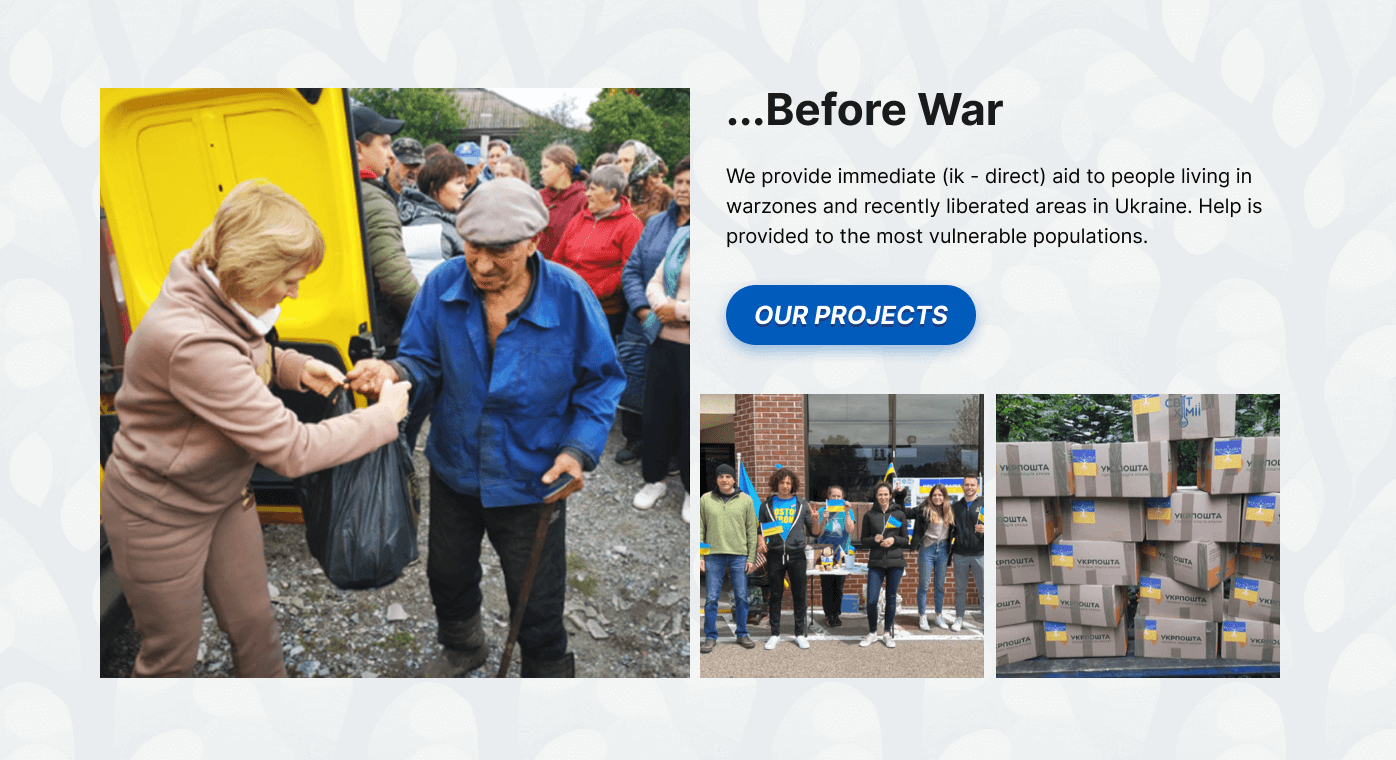 ...Before War
We provide immediate (ik - direct) aid to people living in
warzones and recently liberated areas in Ukraine. Help is
provided to the most vulnerable populations.
OUR PROJECTS
СВІТ
ХІМІЇ
УКРПОШТА
УКРПОШТА
УКРПОШТА
УКРПОШТА
УКРПОШТА
УКРПОШТА
УКРПОШТА
УКРПОШТА
УКРПОШТА